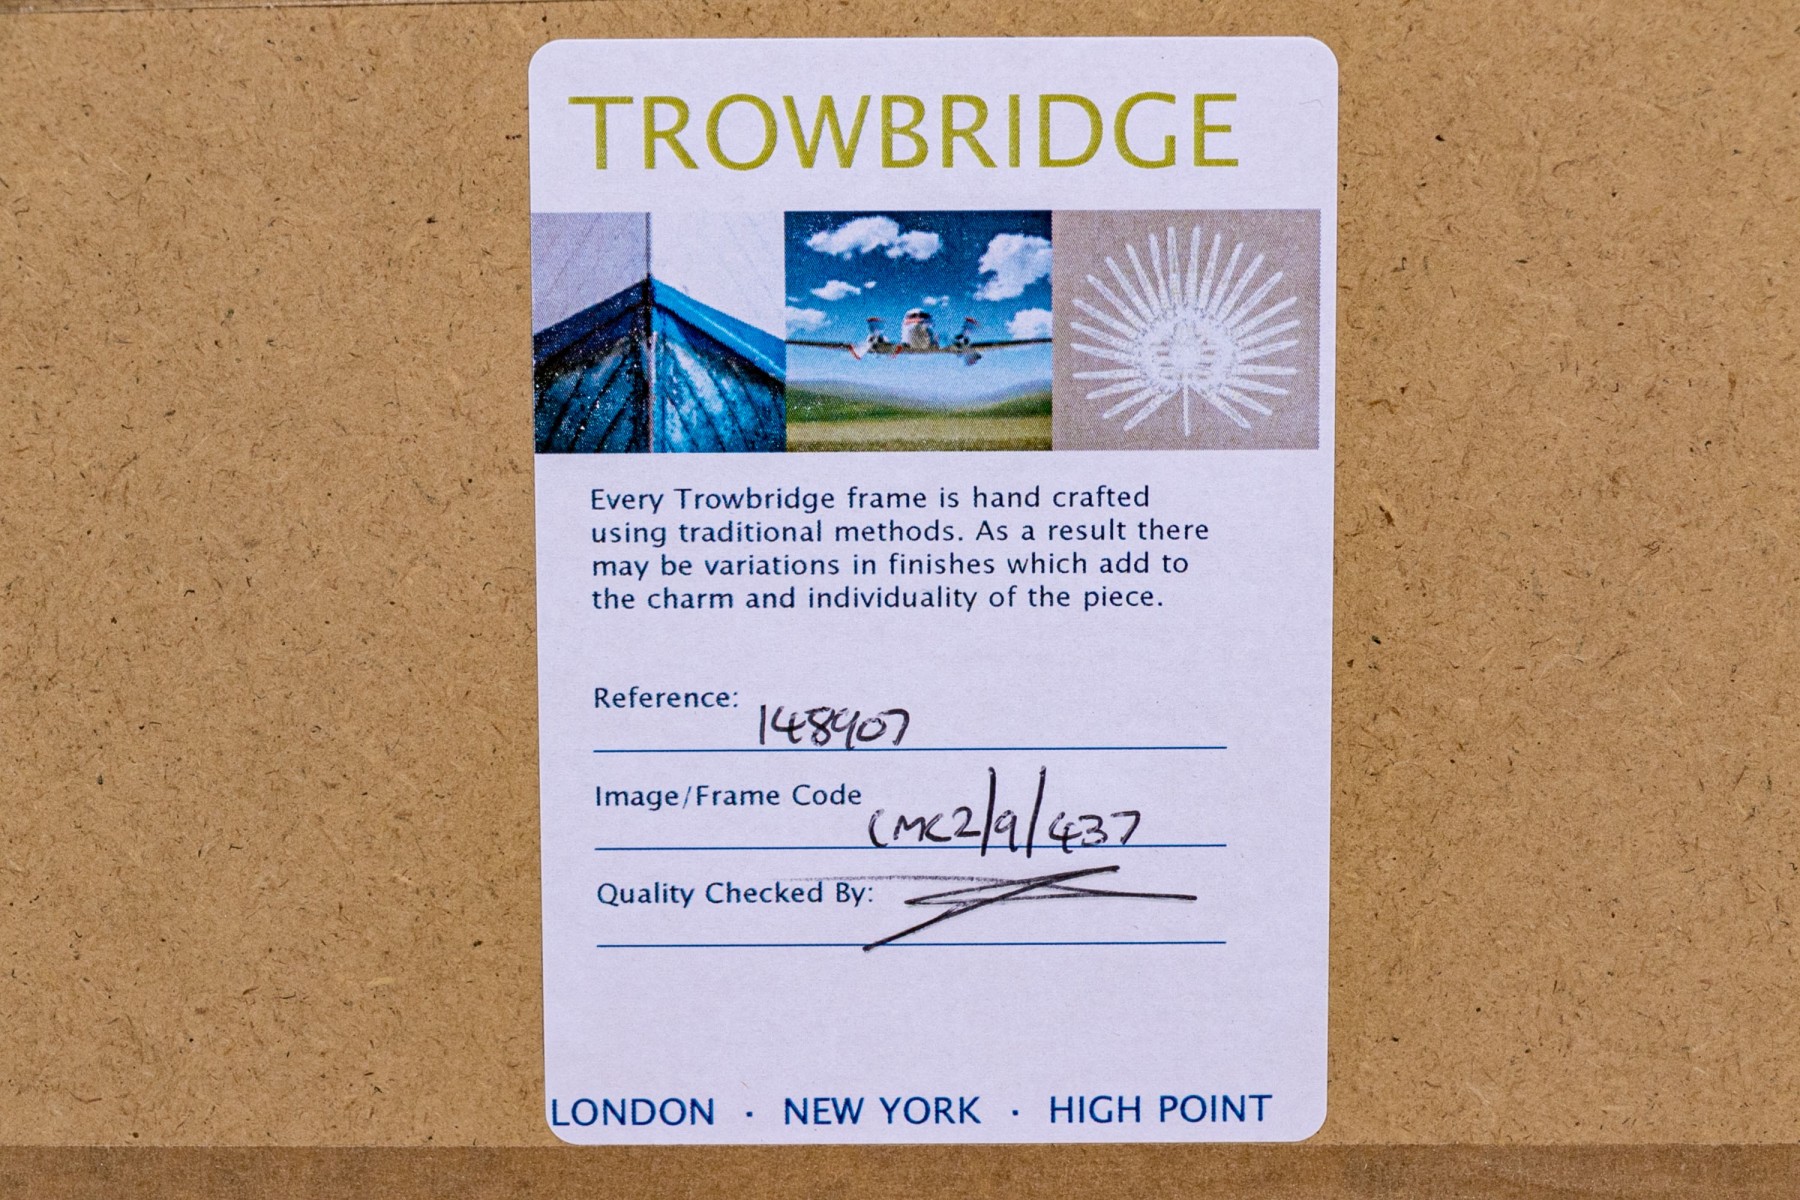 TROWBRIDGE
Every Trowbridge frame is hand crafted
using traditional methods. As a result there
may be variations in finishes which add to
the charm and individuality of the piece.
Reference: 148907
Image/Frame Code CMC2/9/437
Quality Checked By:
LONDON · NEW YORK · HIGH POINT